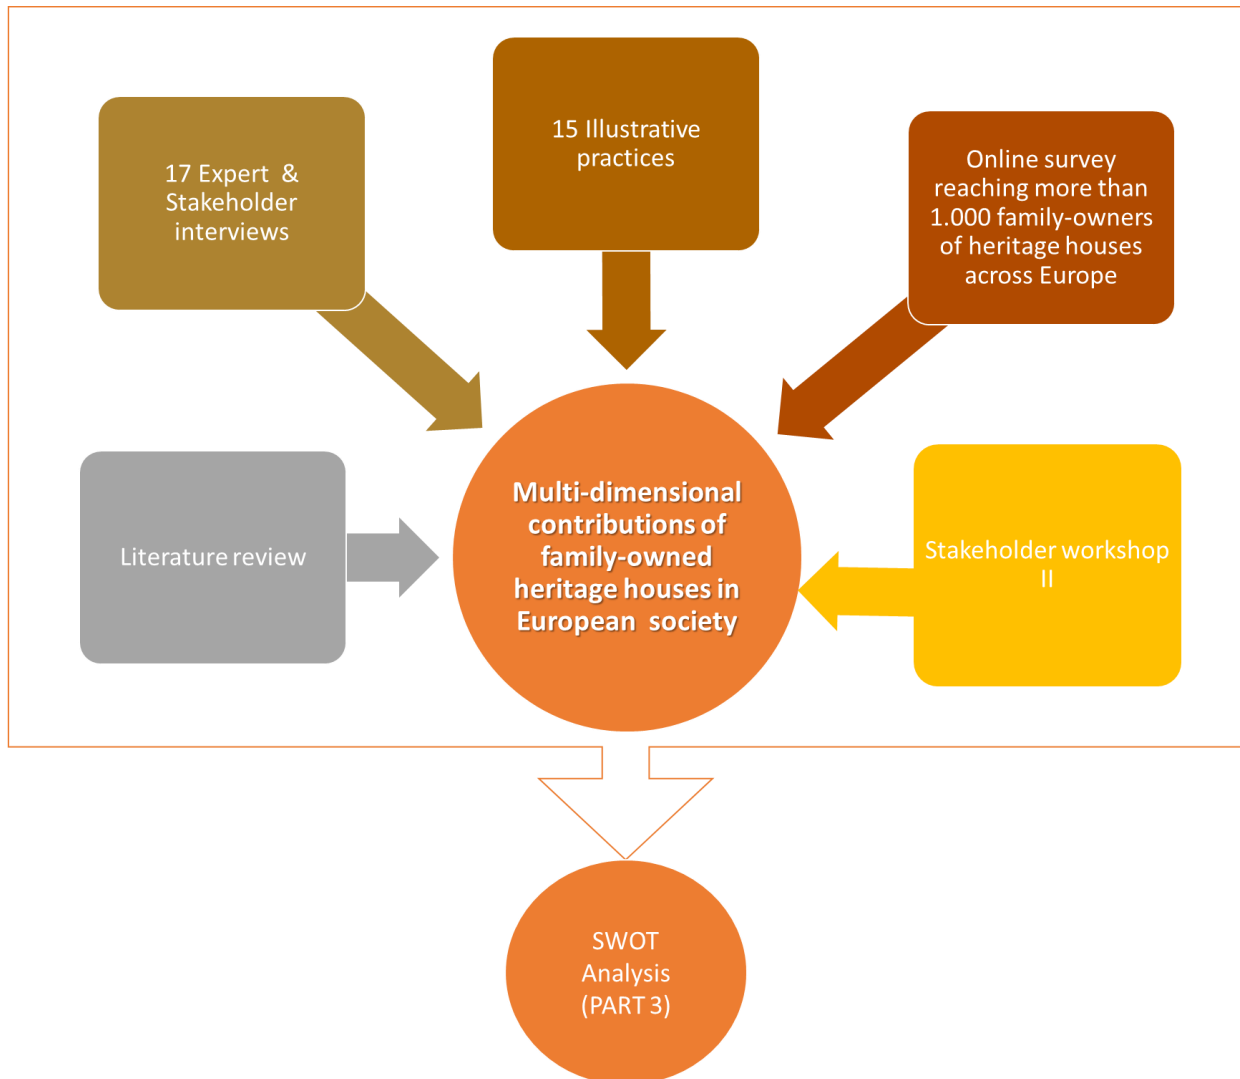 17 Expert & 
Stakeholder
interviews
15 Illustrative
practices
Online survey
reaching more than
1.000 family-owners
of heritage houses
across Europe
Literature review
Multi-dimensional
contributions of
family-owned
heritage houses in
European society
Stakeholder workshop
II
SWOT
Analysis
(PART 3)